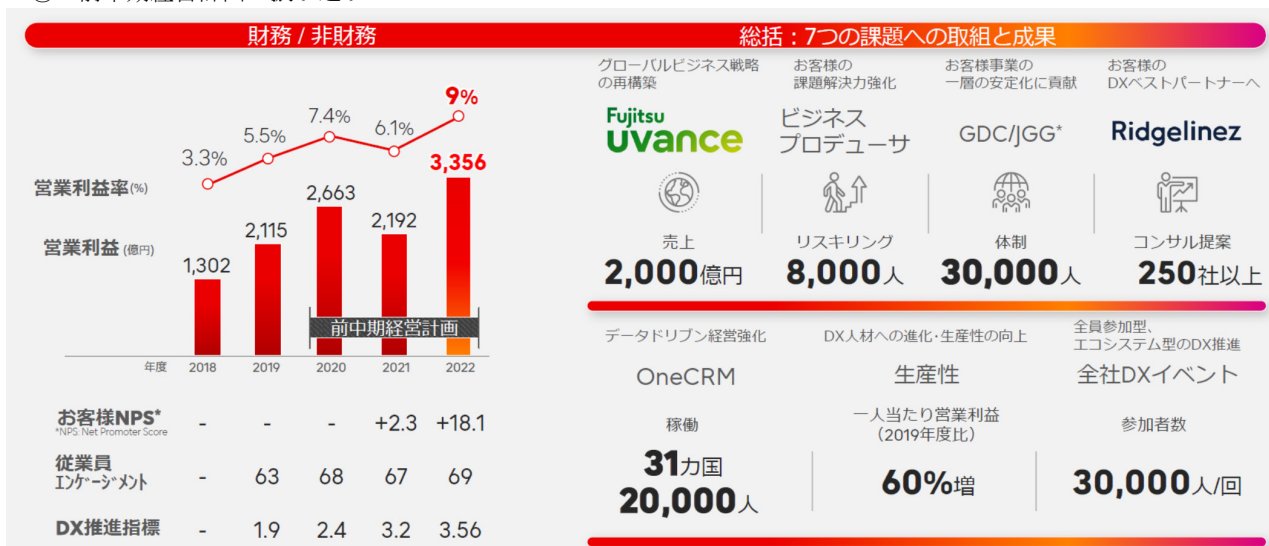 財務 / 非財務
9%
7.4%
6.1%
5.5%
3.3%
3,356
営業利益率(%)
2,663
2,192
2,115
営業利益 (億円)
1,302
前中期経営計画
年度 2018 2019 2020 2021 2022
お客様NPS* - - - +2.3 +18.1
*NPS: Net Promoter Score
従業員
エンゲージメント - 63 68 67 69
DX推進指標 - 1.9 2.4 3.2 3.56
総括：7つの課題への取組と成果
グローバルビジネス戦略
の再構築
Fujitsu
uvance
売上
2,000億円
お客様の
課題解決力強化
ビジネス
プロデューサ
リスキリング
8,000人
お客様事業の
一層の安定化に貢献
GDC/JGG*
体制
30,000人
お客様の
DXベストパートナーへ
Ridgelinez
コンサル提案
250社以上
データドリブン経営強化
OneCRM
稼働
31カ国
20,000人
DX人材への進化･生産性の向上
生産性
一人当たり営業利益
（2019年度比）
60%増
全員参加型、
エコシステム型のDX推進
全社DXイベント
参加者数
30,000人/回